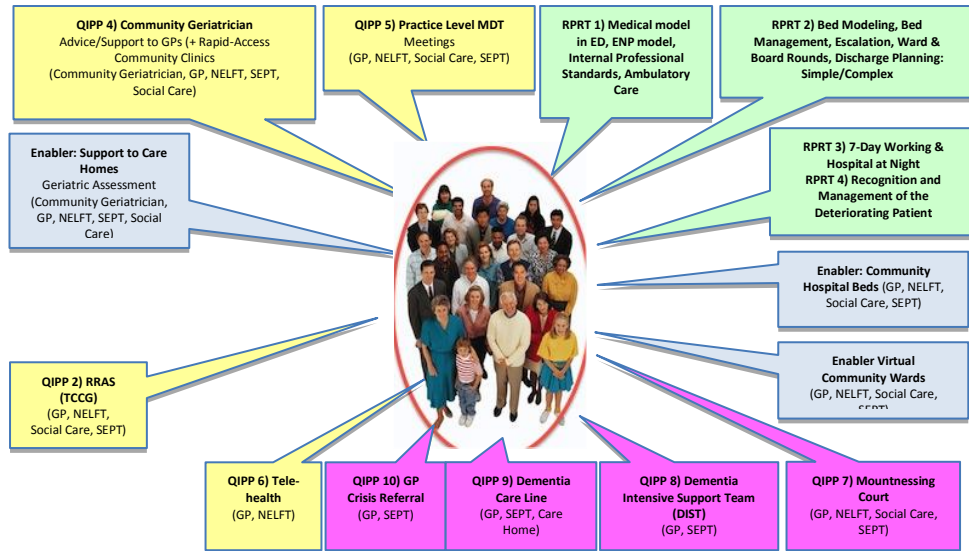 QIPP 4) Community Geriatrician
Advice/Support to GPs (+ Rapid-Access
Community Clinics
(Community Geriatrician, GP, NELFT, SEPT,
Social Care)
QIPP 5) Practice Level MDT
Meetings
(GP, NELFT, Social Care, SEPT)
RPRT 1) Medical model
in ED, ENP model,
Internal Professional
Standards, Ambulatory
Care
RPRT 2) Bed Modeling, Bed
Management, Escalation, Ward &
Board Rounds, Discharge Planning:
Simple/Complex
Enabler: Support to Care
Homes
Geriatric Assessment
(Community Geriatrician,
GP, NELFT, SEPT, Social
Care)
RPRT 3) 7-Day Working &
Hospital at Night
RPRT 4) Recognition and
Management of the
Deteriorating Patient
Enabler: Community
Hospital Beds (GP, NELFT,
Social Care, SEPT)
Enabler Virtual
Community Wards
(GP, NELFT, Social Care,
SEPT)
QIPP 2) RRAS
(TCCG)
(GP, NELFT,
Social Care, SEPT)
QIPP 6) Tele-
health
(GP, NELFT)
QIPP 10) GP
Crisis Referral
(GP, SEPT)
QIPP 9) Dementia
Care Line
(GP, SEPT, Care
Home)
QIPP 8) Dementia
Intensive Support Team
(DIST)
(GP, SEPT)
QIPP 7) Mountnessing
Court
(GP, NELFT, Social Care,
SEPT)